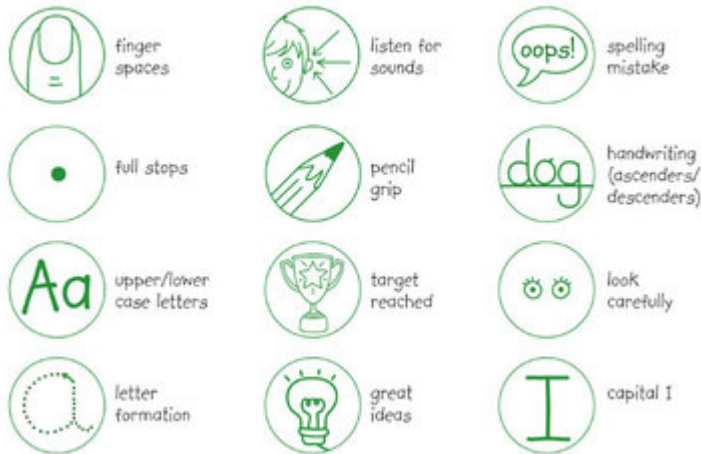 finger
spaces
listen for
sounds
oops!
spelling
mistake
full stops
pencil
grip
dog
handwriting
(ascenders/
descenders)
Aa
upper/lower
case letters
target
reached
look
carefully
a
letter
formation
great
ideas
I
capital I